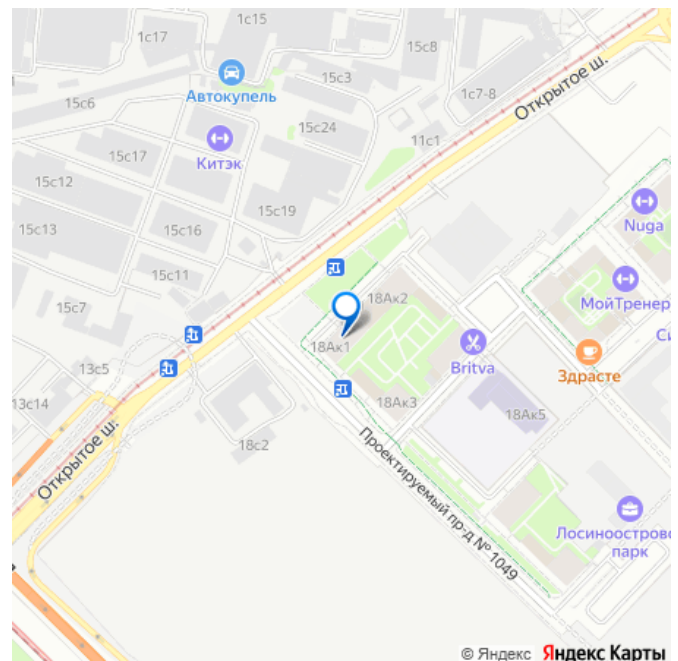 1с15
1с17
15с8
Автокупель
15с3
1с7-8
15с6
Открытое ш.
15с24
Китэк
11с1
15с17
15с12
15с19
Nuga
15с16
15с13
15с11
МойТренер
18Ак2
15с7
Си
18Ак1
Britva
13с5
Здрасте
13с14
18Ак3
18Ак5
Открытое ш.
18с2
Проектируемый пр-д № 1049
Лосиноостровс
парк
© Яндекс Яндекс Карты